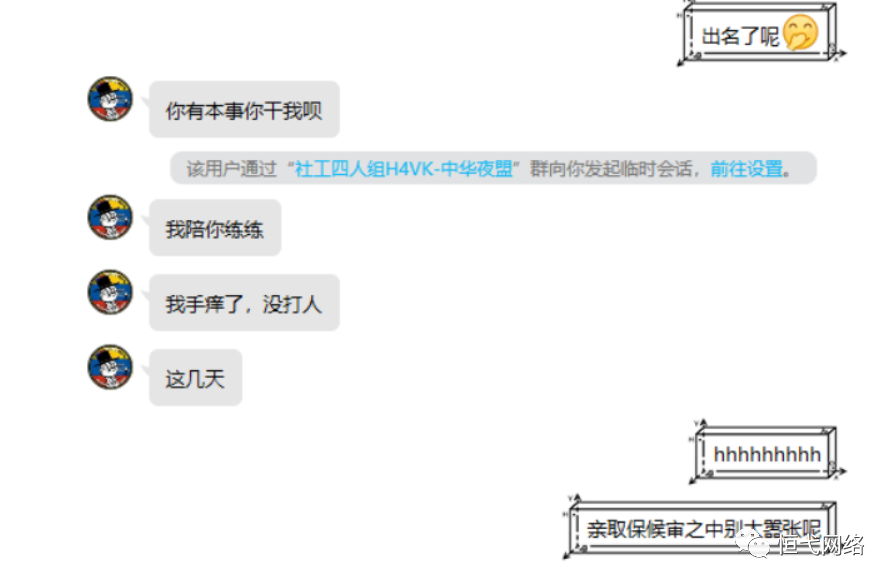 出名了呢
你有本事你干我呗
该用户通过“社工四人组H4VK-中华夜盟”群向你发起临时会话，前往设置。
我陪你练练
我手痒了，没打人
这几天
hhhhhhhhh
亲取保候审之中别太嚣张呢
恒弋网络